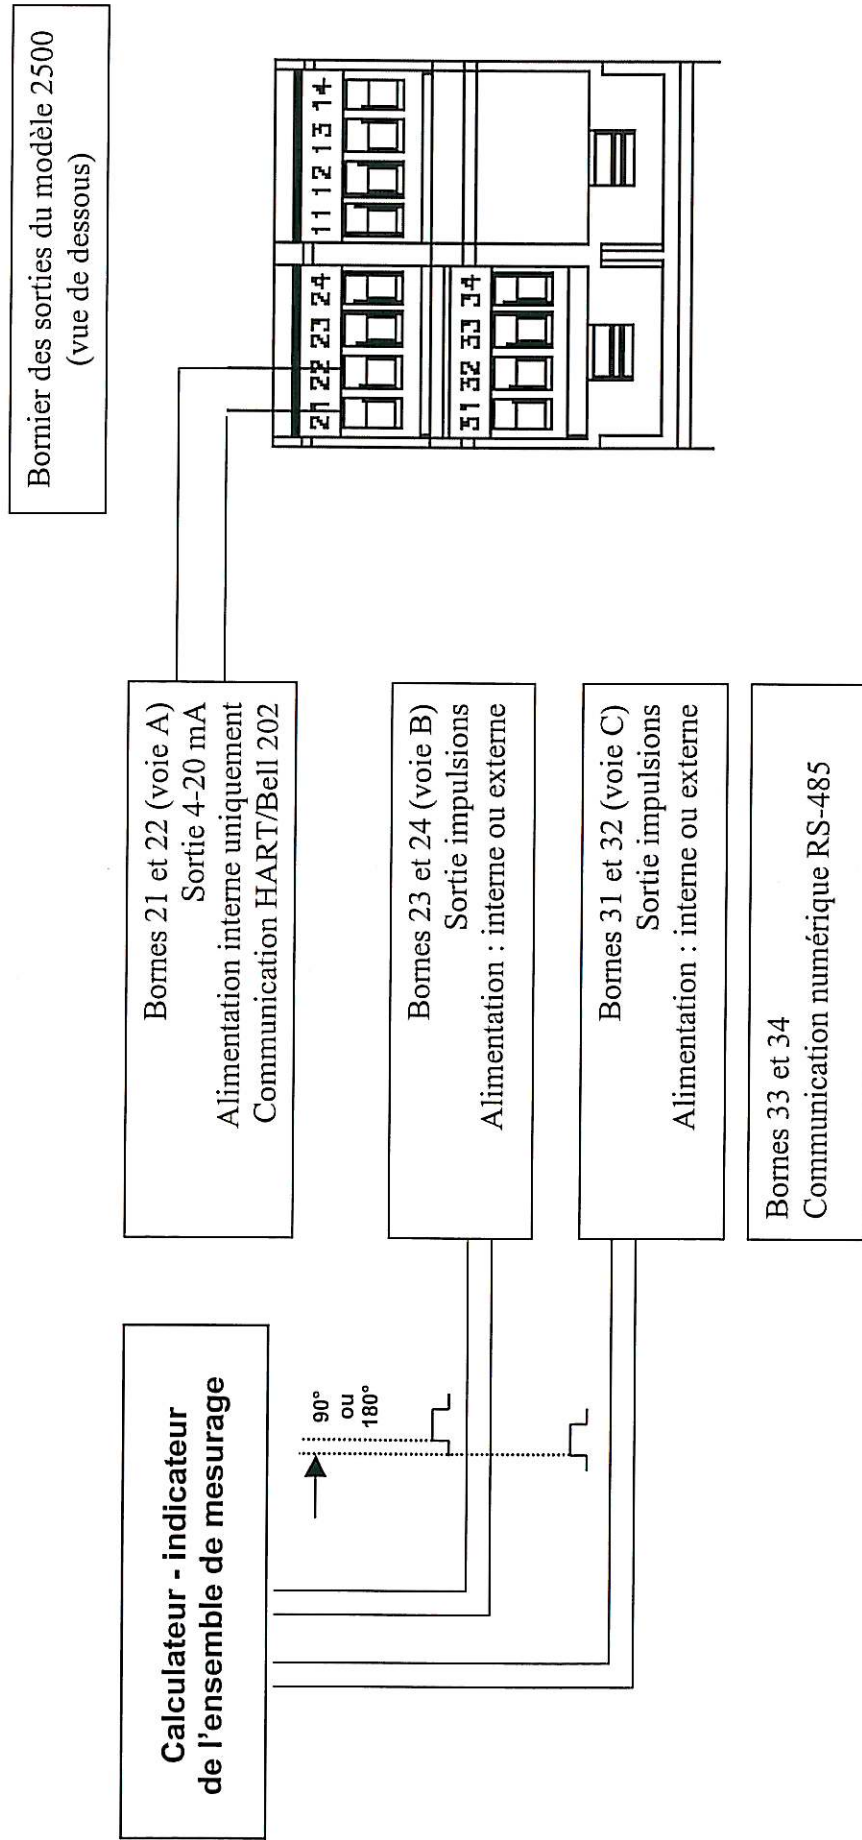 Bornier des sorties du modèle 2500
(vue de dessous)
11 12 13 14
21 22 23 24
31 32 33 34
Bornes 21 et 22 (voie A)
Sortie 4-20 mA
Alimentation interne uniquement
Communication HART/Bell 202
Bornes 23 et 24 (voie B)
Sortie impulsions
Alimentation : interne ou externe
Bornes 31 et 32 (voie C)
Sortie impulsions
Alimentation : interne ou externe
Bornes 33 et 34
Communication numérique RS-485
Calculateur - indicateur
de l'ensemble de mesurage
90°
ou
180°